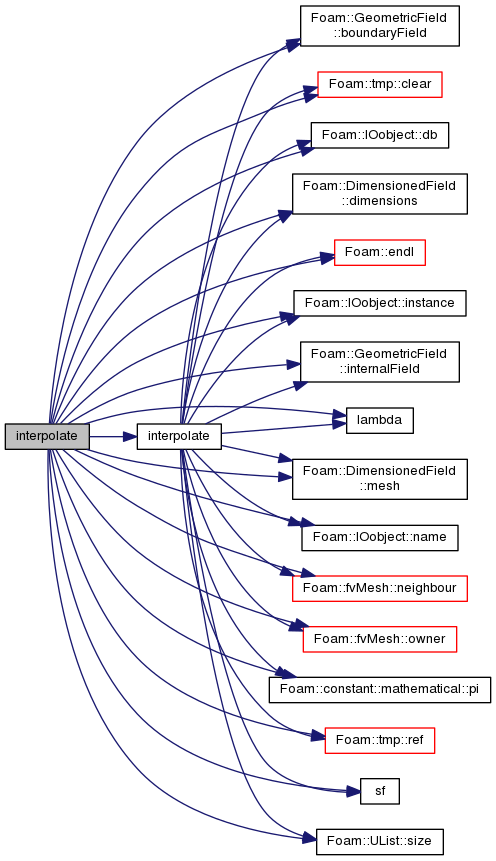 Foam::GeometricField
::boundaryField
Foam::tmp::clear
Foam::IOobject::db
Foam::DimensionedField
::dimensions
Foam::endl
Foam::IOobject::instance
Foam::GeometricField
::internalField
lambda
interpolate
interpolate
Foam::DimensionedField
::mesh
Foam::IOobject::name
Foam::fvMesh::neighbour
Foam::fvMesh::owner
Foam::constant::mathematical::pi
Foam::tmp::ref
sf
Foam::UList::size